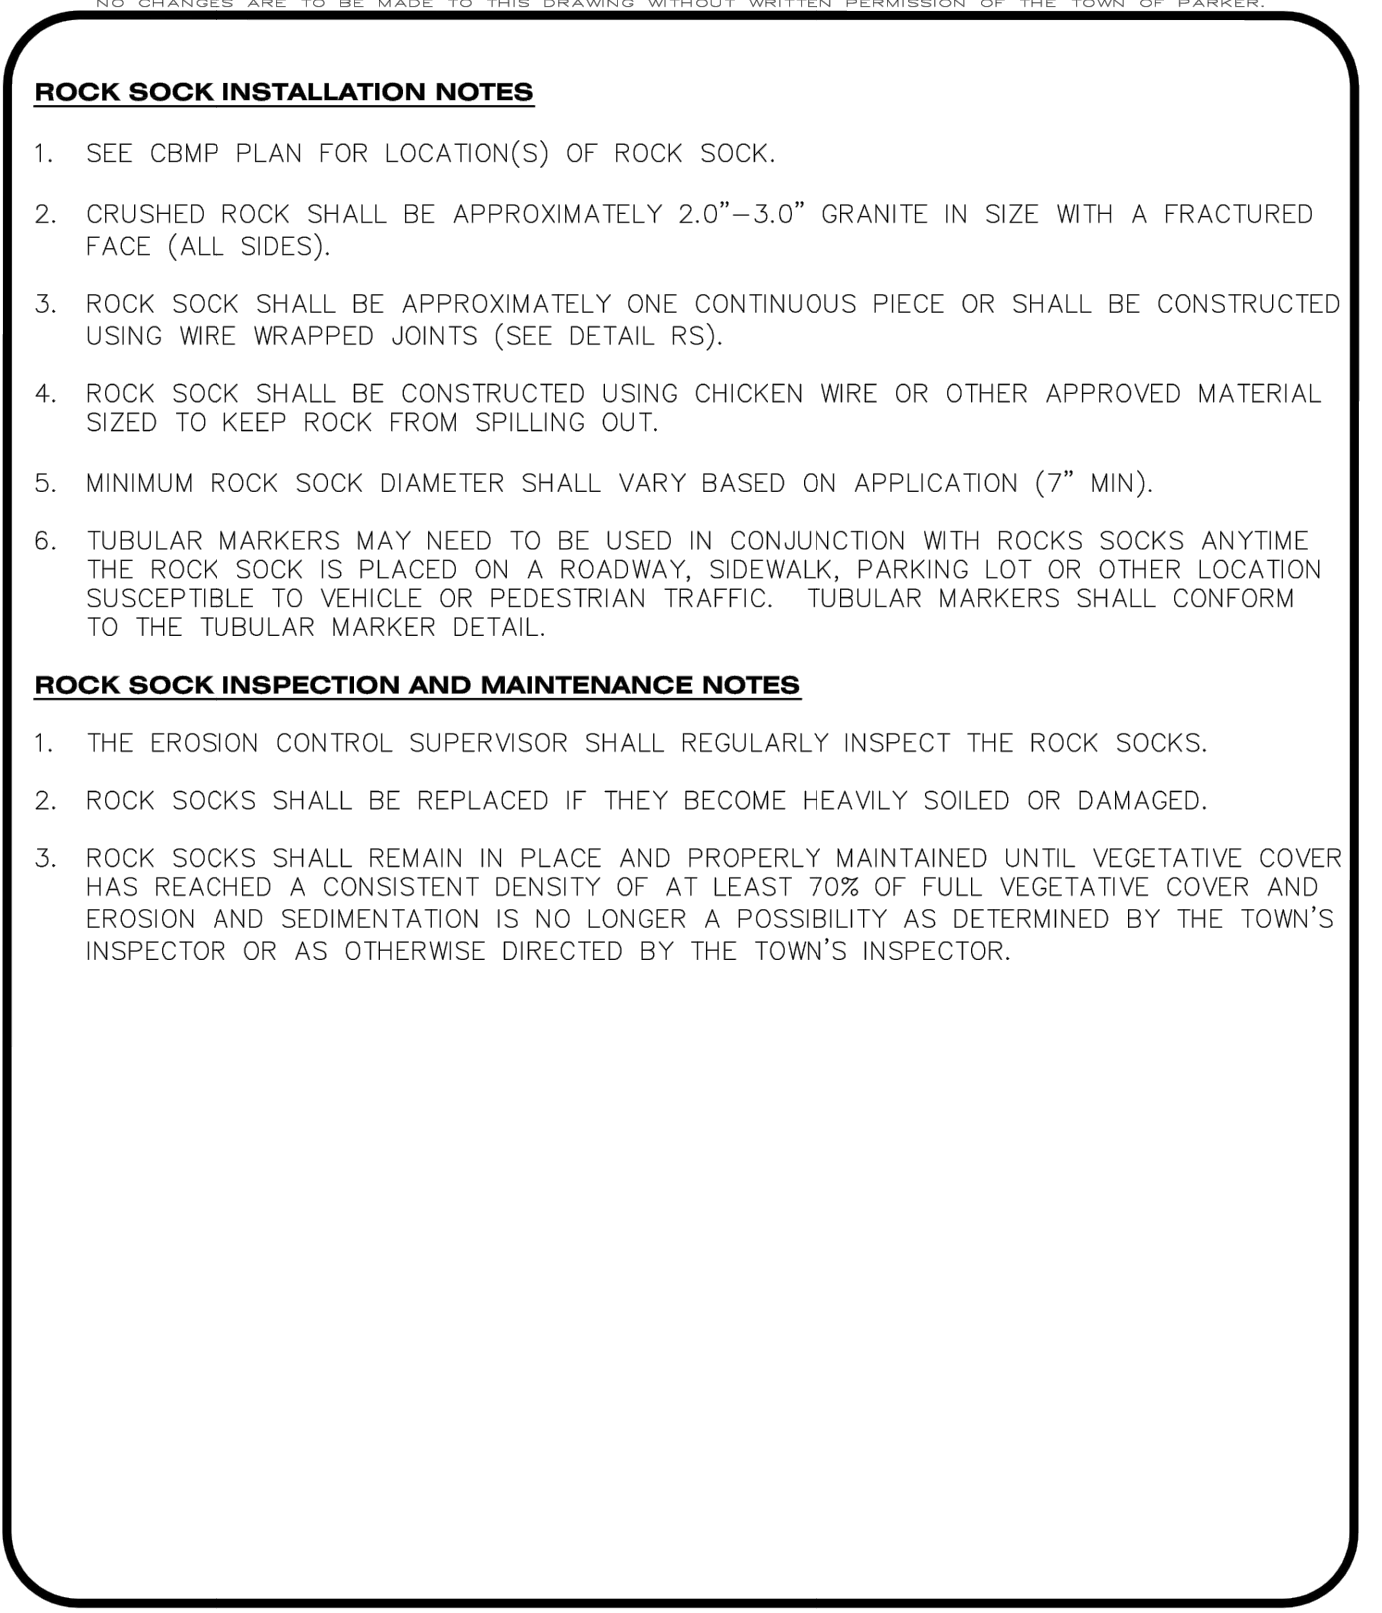 NO CHANGES ARE TO BE MADE TO THIS DRAWING WITHOUT WRITTEN PERMISSION OF THE TOWN OF PARKER.
ROCK SOCK INSTALLATION NOTES
1. SEE CBMP PLAN FOR LOCATION(S) OF ROCK SOCK.
2. CRUSHED ROCK SHALL BE APPROXIMATELY 2.0”–3.0” GRANITE IN SIZE WITH A FRACTURED
FACE (ALL SIDES).
3. ROCK SOCK SHALL BE APPROXIMATELY ONE CONTINUOUS PIECE OR SHALL BE CONSTRUCTED
USING WIRE WRAPPED JOINTS (SEE DETAIL RS).
4. ROCK SOCK SHALL BE CONSTRUCTED USING CHICKEN WIRE OR OTHER APPROVED MATERIAL
SIZED TO KEEP ROCK FROM SPILLING OUT.
5. MINIMUM ROCK SOCK DIAMETER SHALL VARY BASED ON APPLICATION (7” MIN).
6. TUBULAR MARKERS MAY NEED TO BE USED IN CONJUNCTION WITH ROCKS SOCKS ANYTIME
THE ROCK SOCK IS PLACED ON A ROADWAY, SIDEWALK, PARKING LOT OR OTHER LOCATION
SUSCEPTIBLE TO VEHICLE OR PEDESTRIAN TRAFFIC. TUBULAR MARKERS SHALL CONFORM
TO THE TUBULAR MARKER DETAIL.
ROCK SOCK INSPECTION AND MAINTENANCE NOTES
1. THE EROSION CONTROL SUPERVISOR SHALL REGULARLY INSPECT THE ROCK SOCKS.
2. ROCK SOCKS SHALL BE REPLACED IF THEY BECOME HEAVILY SOILED OR DAMAGED.
3. ROCK SOCKS SHALL REMAIN IN PLACE AND PROPERLY MAINTAINED UNTIL VEGETATIVE COVER
HAS REACHED A CONSISTENT DENSITY OF AT LEAST 70% OF FULL VEGETATIVE COVER AND
EROSION AND SEDIMENTATION IS NO LONGER A POSSIBILITY AS DETERMINED BY THE TOWN’S
INSPECTOR OR AS OTHERWISE DIRECTED BY THE TOWN’S INSPECTOR.